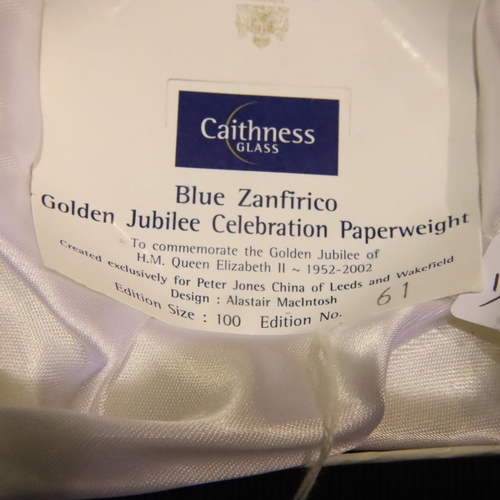 Caithness
GLASS
Blue Zanfirico
Golden Jubilee Celebration Paperweight
To commemorate the Golden Jubilee of
H.M. Queen Elizabeth II ~ 1952-2002
Created exclusively for Peter Jones China of Leeds and Wakefield
Design : Alastair MacIntosh
Edition Size : 100 Edition No. 61